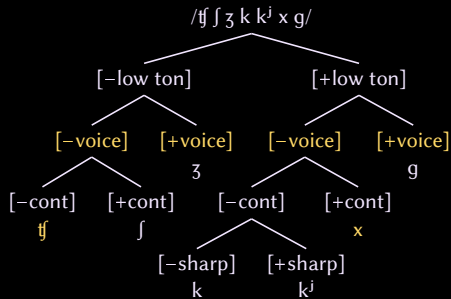 /ʧ ʃ ʒ k kʲ x ɡ/
[−low ton] [+low ton]
[−voice] [+voice] [−voice] [+voice]
ʒ ɡ
[−cont] [+cont] [−cont] [+cont]
ʧ ʃ x
[−sharp] [+sharp]
k kʲ